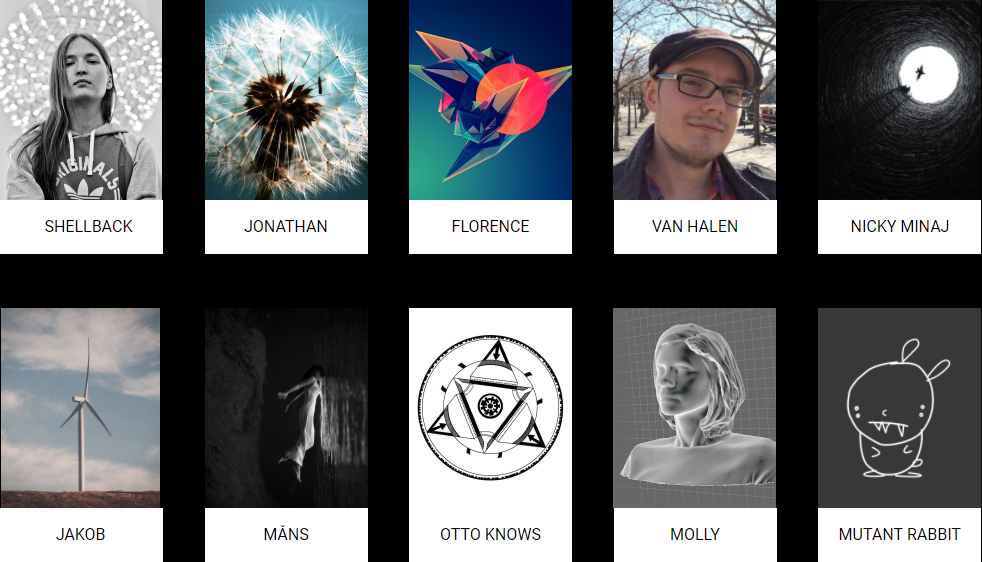 ORIGINALS
SHELLBACK
JONATHAN
FLORENCE
VAN HALEN
NICKY MINAJ
JAKOB
MÅNS
OTTO KNOWS
MOLLY
MUTANT RABBIT